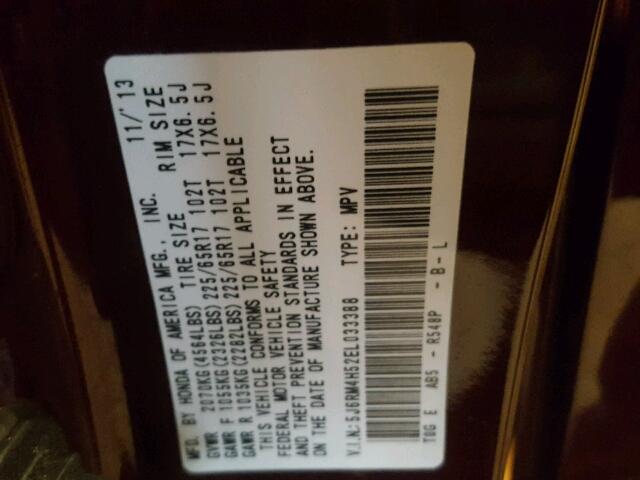 MFD. BY HONDA OF AMERICA MFG., INC. 11/'13
GVWR 2070KG(4564LBS) TIRE SIZE RIM SIZE
GAWR F 1055KG(2326LBS) 225/65R17 102T 17X6.5J
GAWR R 1035KG(2282LBS) 225/65R17 102T 17X6.5J
THIS VEHICLE CONFORMS TO ALL APPLICABLE
FEDERAL MOTOR VEHICLE SAFETY
AND THEFT PREVENTION STANDARDS IN EFFECT
ON THE DATE OF MANUFACTURE SHOWN ABOVE.
V.I.N.: 5J6RM4H52EL033388 TYPE: MPV
T0G E AB5 - R548P - B - L